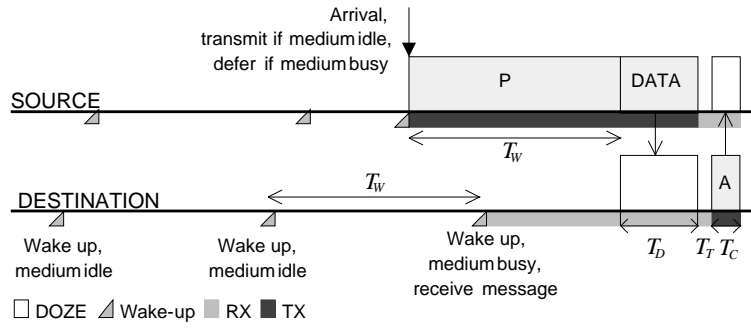 Arrival,
transmit if medium idle,
defer if medium busy
P
DATA
SOURCE
T_W
T_W
DESTINATION
A
Wake up,
medium idle
Wake up,
medium idle
Wake up,
medium busy,
receive message
T_D
T_T
T_C
DOZE Wake-up RX TX